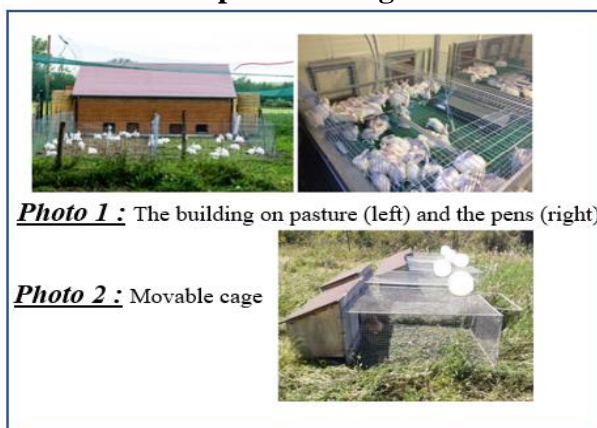 Photo 1 : The building on pasture (left) and the pens (right)
Photo 2 : Movable cage